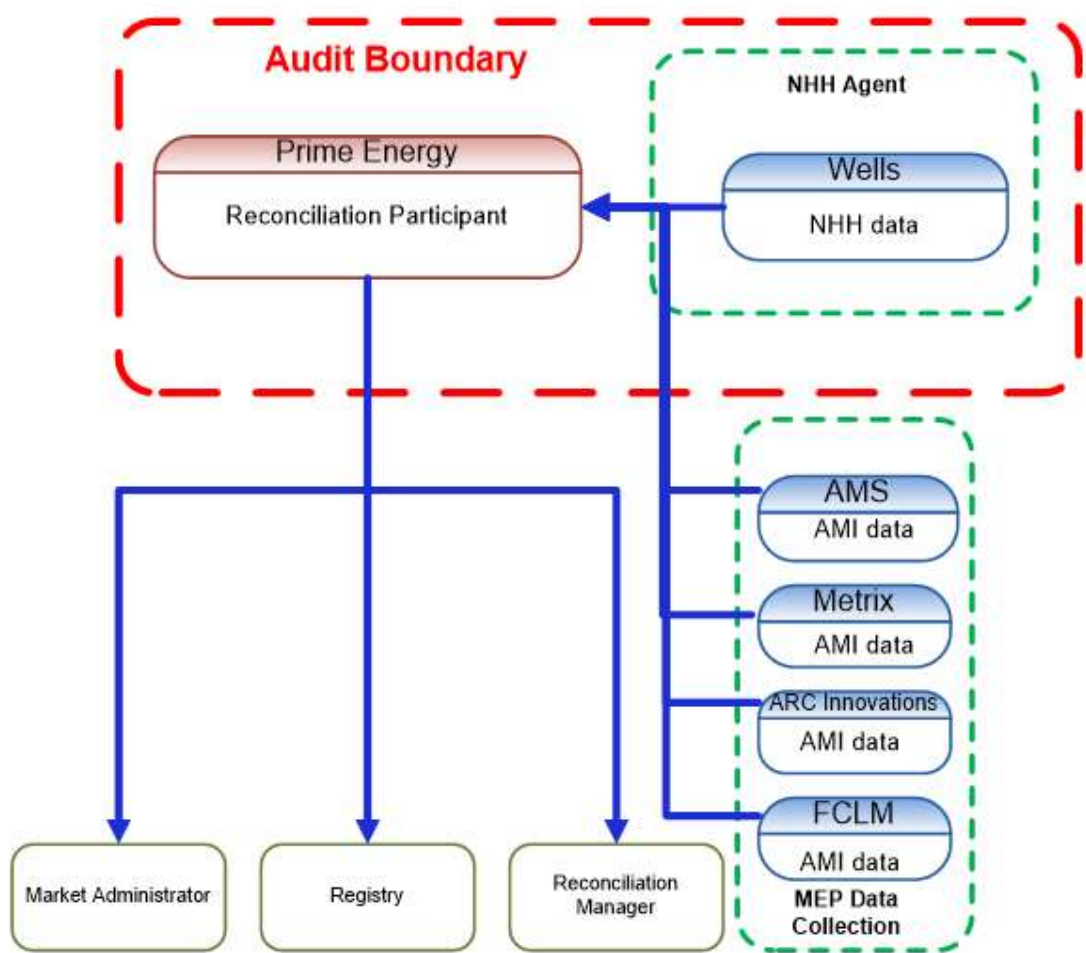 Audit Boundary
NHH Agent
Prime Energy
Reconciliation Participant
Wells
NHH data
AMS
AMI data
Metrix
AMI data
ARC Innovations
AMI data
FCLM
AMI data
MEP Data
Collection
Market Administrator
Registry
Reconciliation
Manager